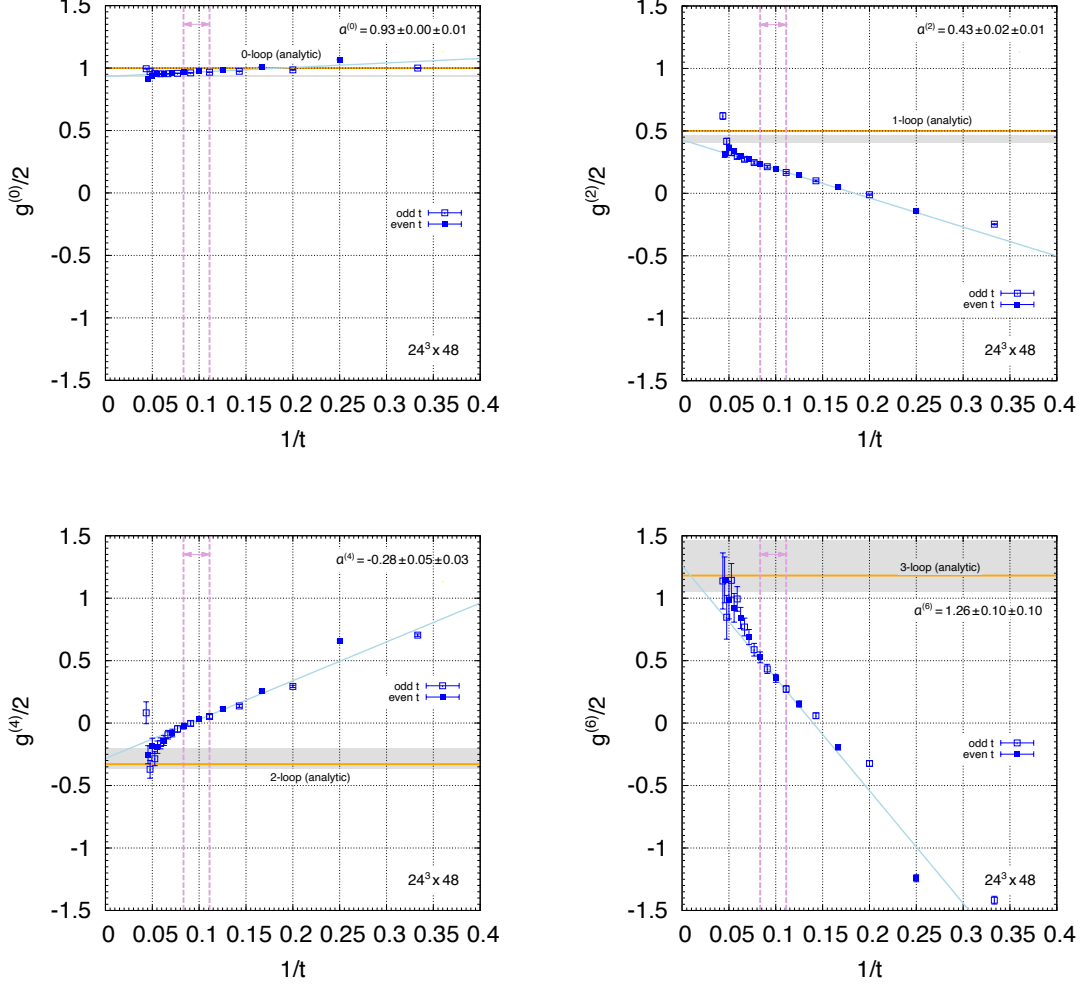 a⁽⁰⁾ = 0.93±0.00±0.01
0-loop (analytic)
g⁽⁰⁾/2
1.5
1
0.5
0
-0.5
-1
-1.5
odd t
even t
24³ x 48
0 0.05 0.1 0.15 0.2 0.25 0.3 0.35 0.4
1/t
a⁽²⁾ = 0.43±0.02±0.01
1-loop (analytic)
g⁽²⁾/2
1.5
1
0.5
0
-0.5
-1
-1.5
odd t
even t
24³ x 48
0 0.05 0.1 0.15 0.2 0.25 0.3 0.35 0.4
1/t
a⁽⁴⁾ = -0.28±0.05±0.03
g⁽⁴⁾/2
1.5
1
0.5
0
-0.5
-1
-1.5
odd t
even t
2-loop (analytic)
24³ x 48
0 0.05 0.1 0.15 0.2 0.25 0.3 0.35 0.4
1/t
3-loop (analytic)
a⁽⁶⁾ = 1.26±0.10±0.10
g⁽⁶⁾/2
1.5
1
0.5
0
-0.5
-1
-1.5
odd t
even t
24³ x 48
0 0.05 0.1 0.15 0.2 0.25 0.3 0.35 0.4
1/t